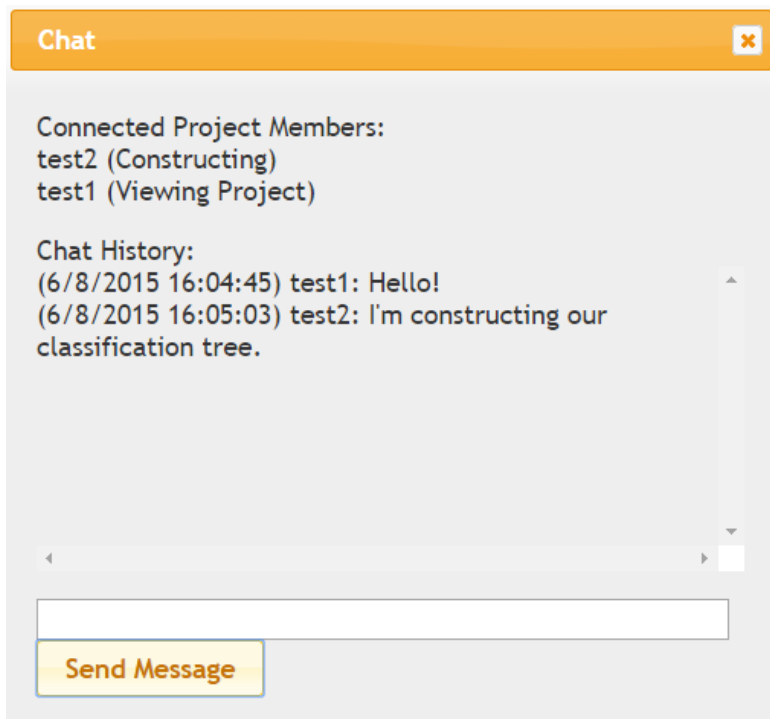 Chat
Connected Project Members:
test2 (Constructing)
test1 (Viewing Project)
Chat History:
(6/8/2015 16:04:45) test1: Hello!
(6/8/2015 16:05:03) test2: I'm constructing our
classification tree.
Send Message